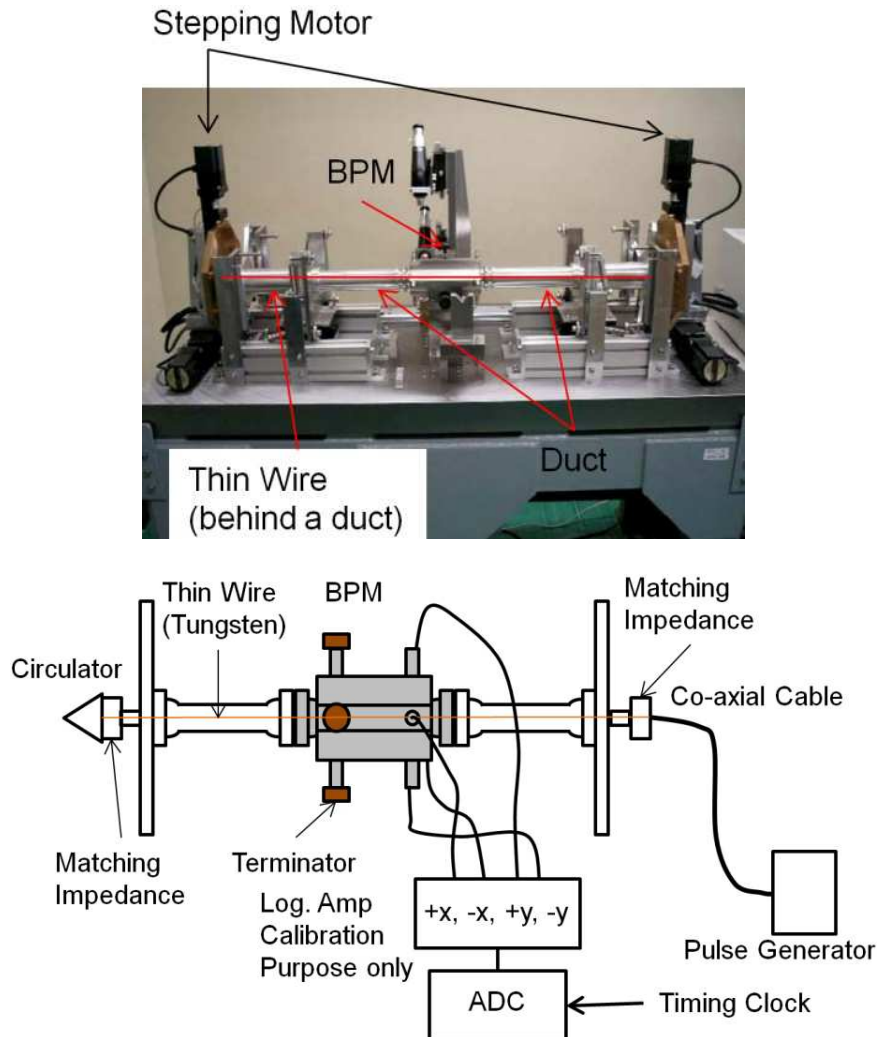 Stepping Motor
BPM
Duct
Thin Wire
(behind a duct)
Thin Wire
(Tungsten)
BPM
Matching
Impedance
Circulator
Co-axial Cable
Matching
Impedance
Terminator
Log. Amp
Calibration
Purpose only
+x, -x, +y, -y
Pulse Generator
ADC
Timing Clock